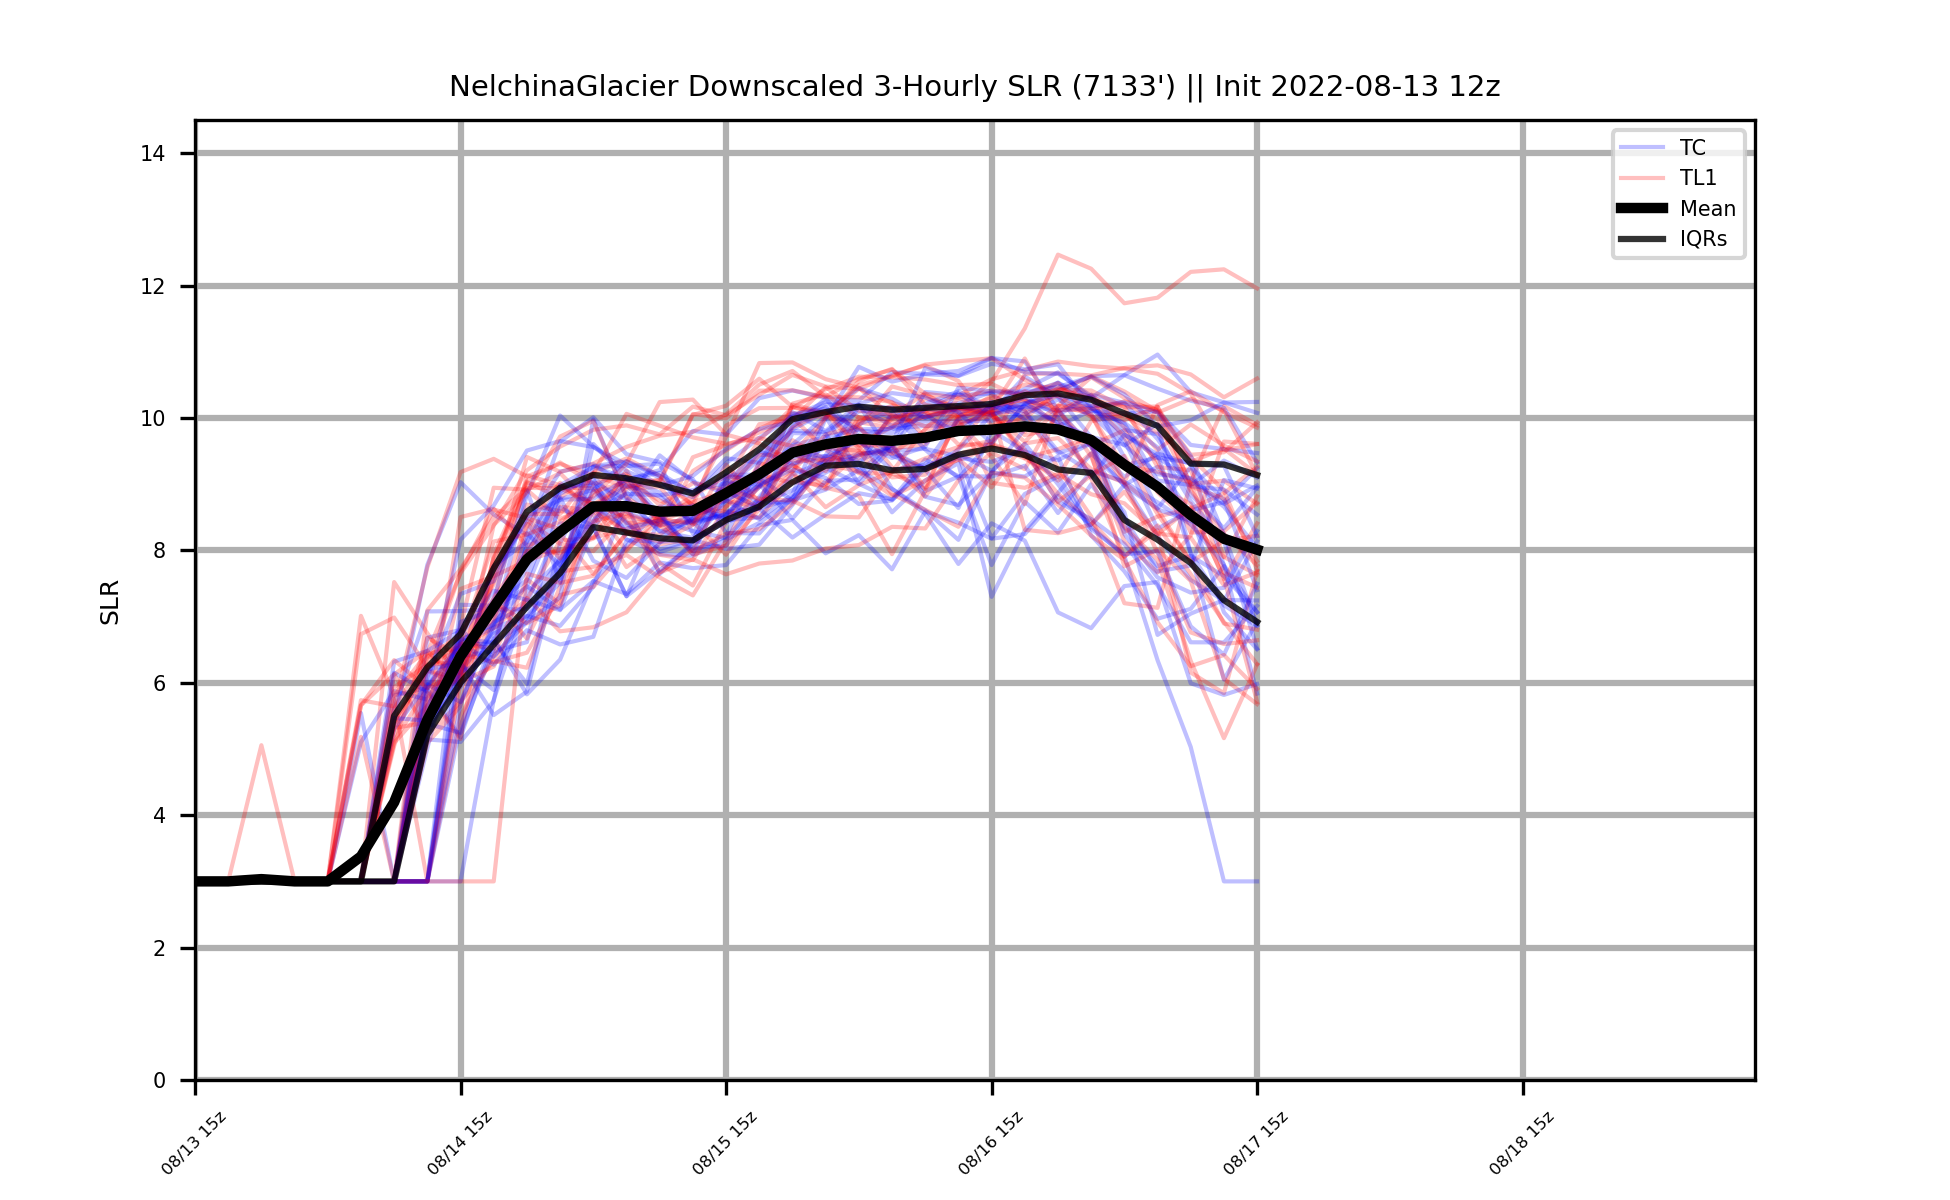 NelchinaGlacier Downscaled 3-Hourly SLR (7133') || Init 2022-08-13 12z
TC
TL1
Mean
IQRs
SLR
14
12
10
8
6
4
2
0
08/13 15z
08/14 15z
08/15 15z
08/16 15z
08/17 15z
08/18 15z